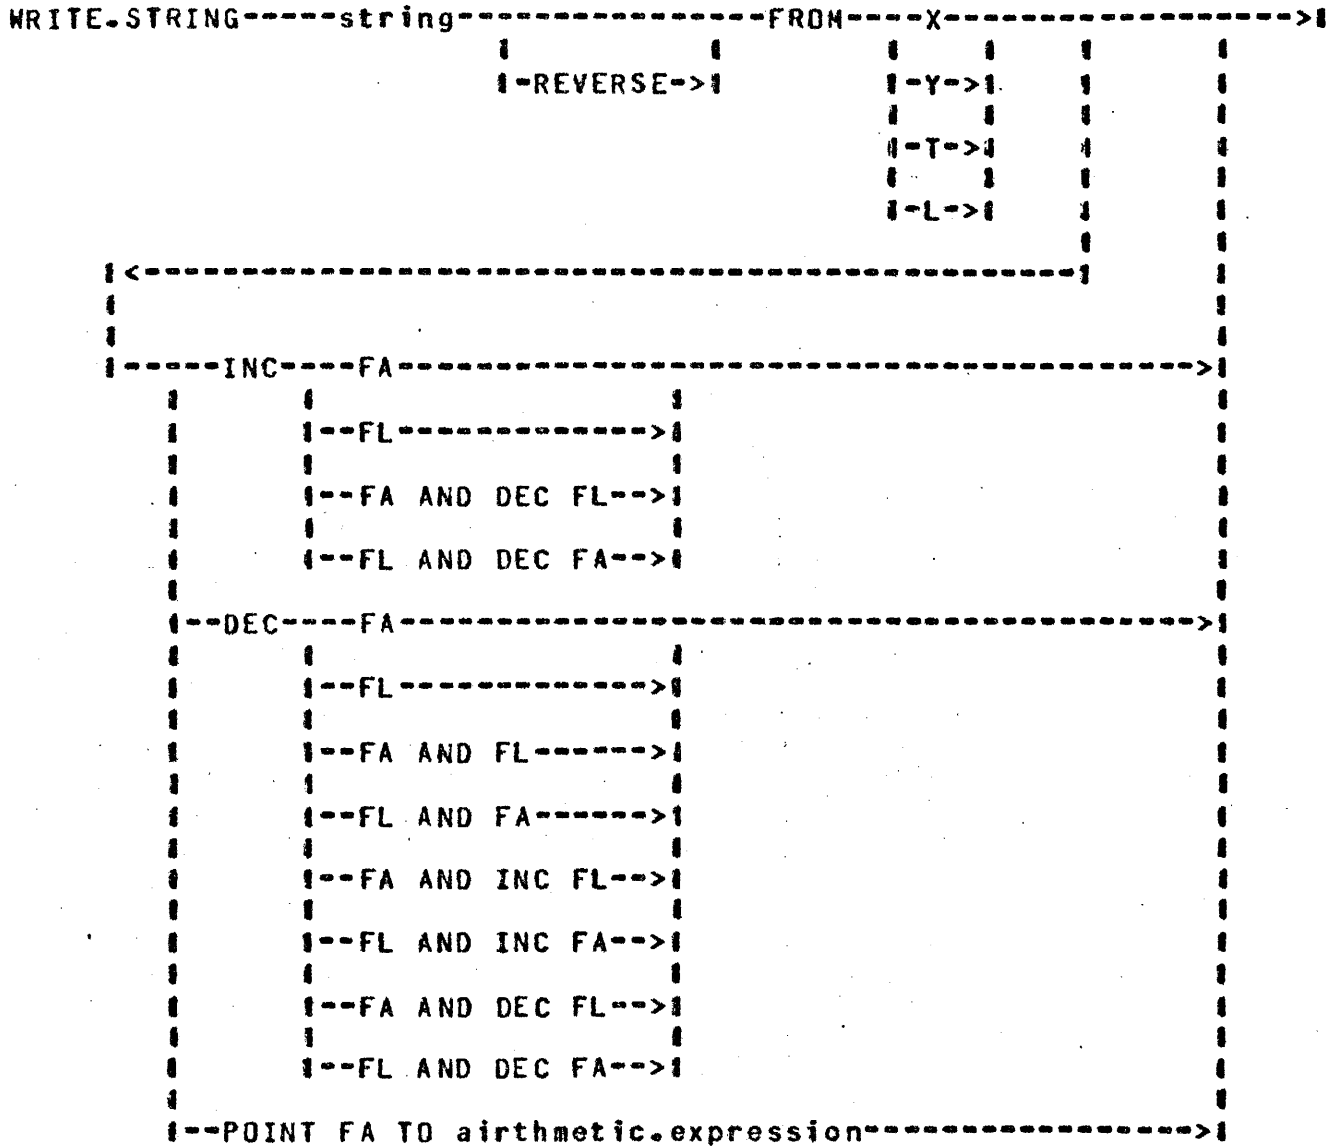 WRITE.STRING-----string----------------FROM----X------------------>|
|-REVERSE->| |-Y->|
|-T->|
|-L->|
|<-------------------------------------------------|
|-----INC----FA----------------------------------------->|
|--FL------------->|
|--FA AND DEC FL-->|
|--FL AND DEC FA-->|
|--DEC----FA----------------------------------------->|
|--FL------------->|
|--FA AND FL------>|
|--FL AND FA------>|
|--FA AND INC FL-->|
|--FL AND INC FA-->|
|--FA AND DEC FL-->|
|--FL AND DEC FA-->|
|--POINT FA TO airthmetic.expression------------------>|